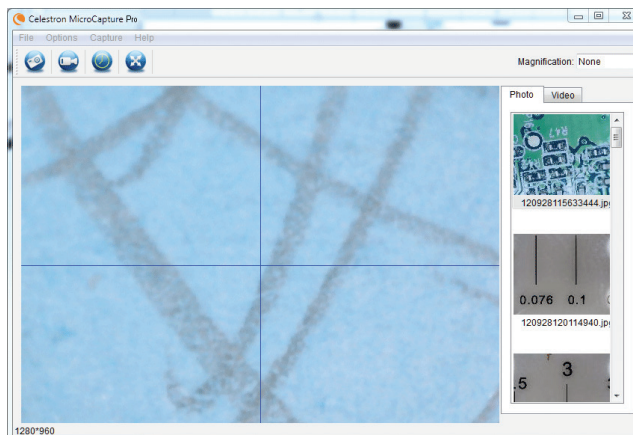 Celestron MicroCapture Pro
File Options Capture Help
Magnification: None
Photo Video
R47
120928115633444.jpg
0.076 0.1
120928120114940.jpg
.5 3
1280*960